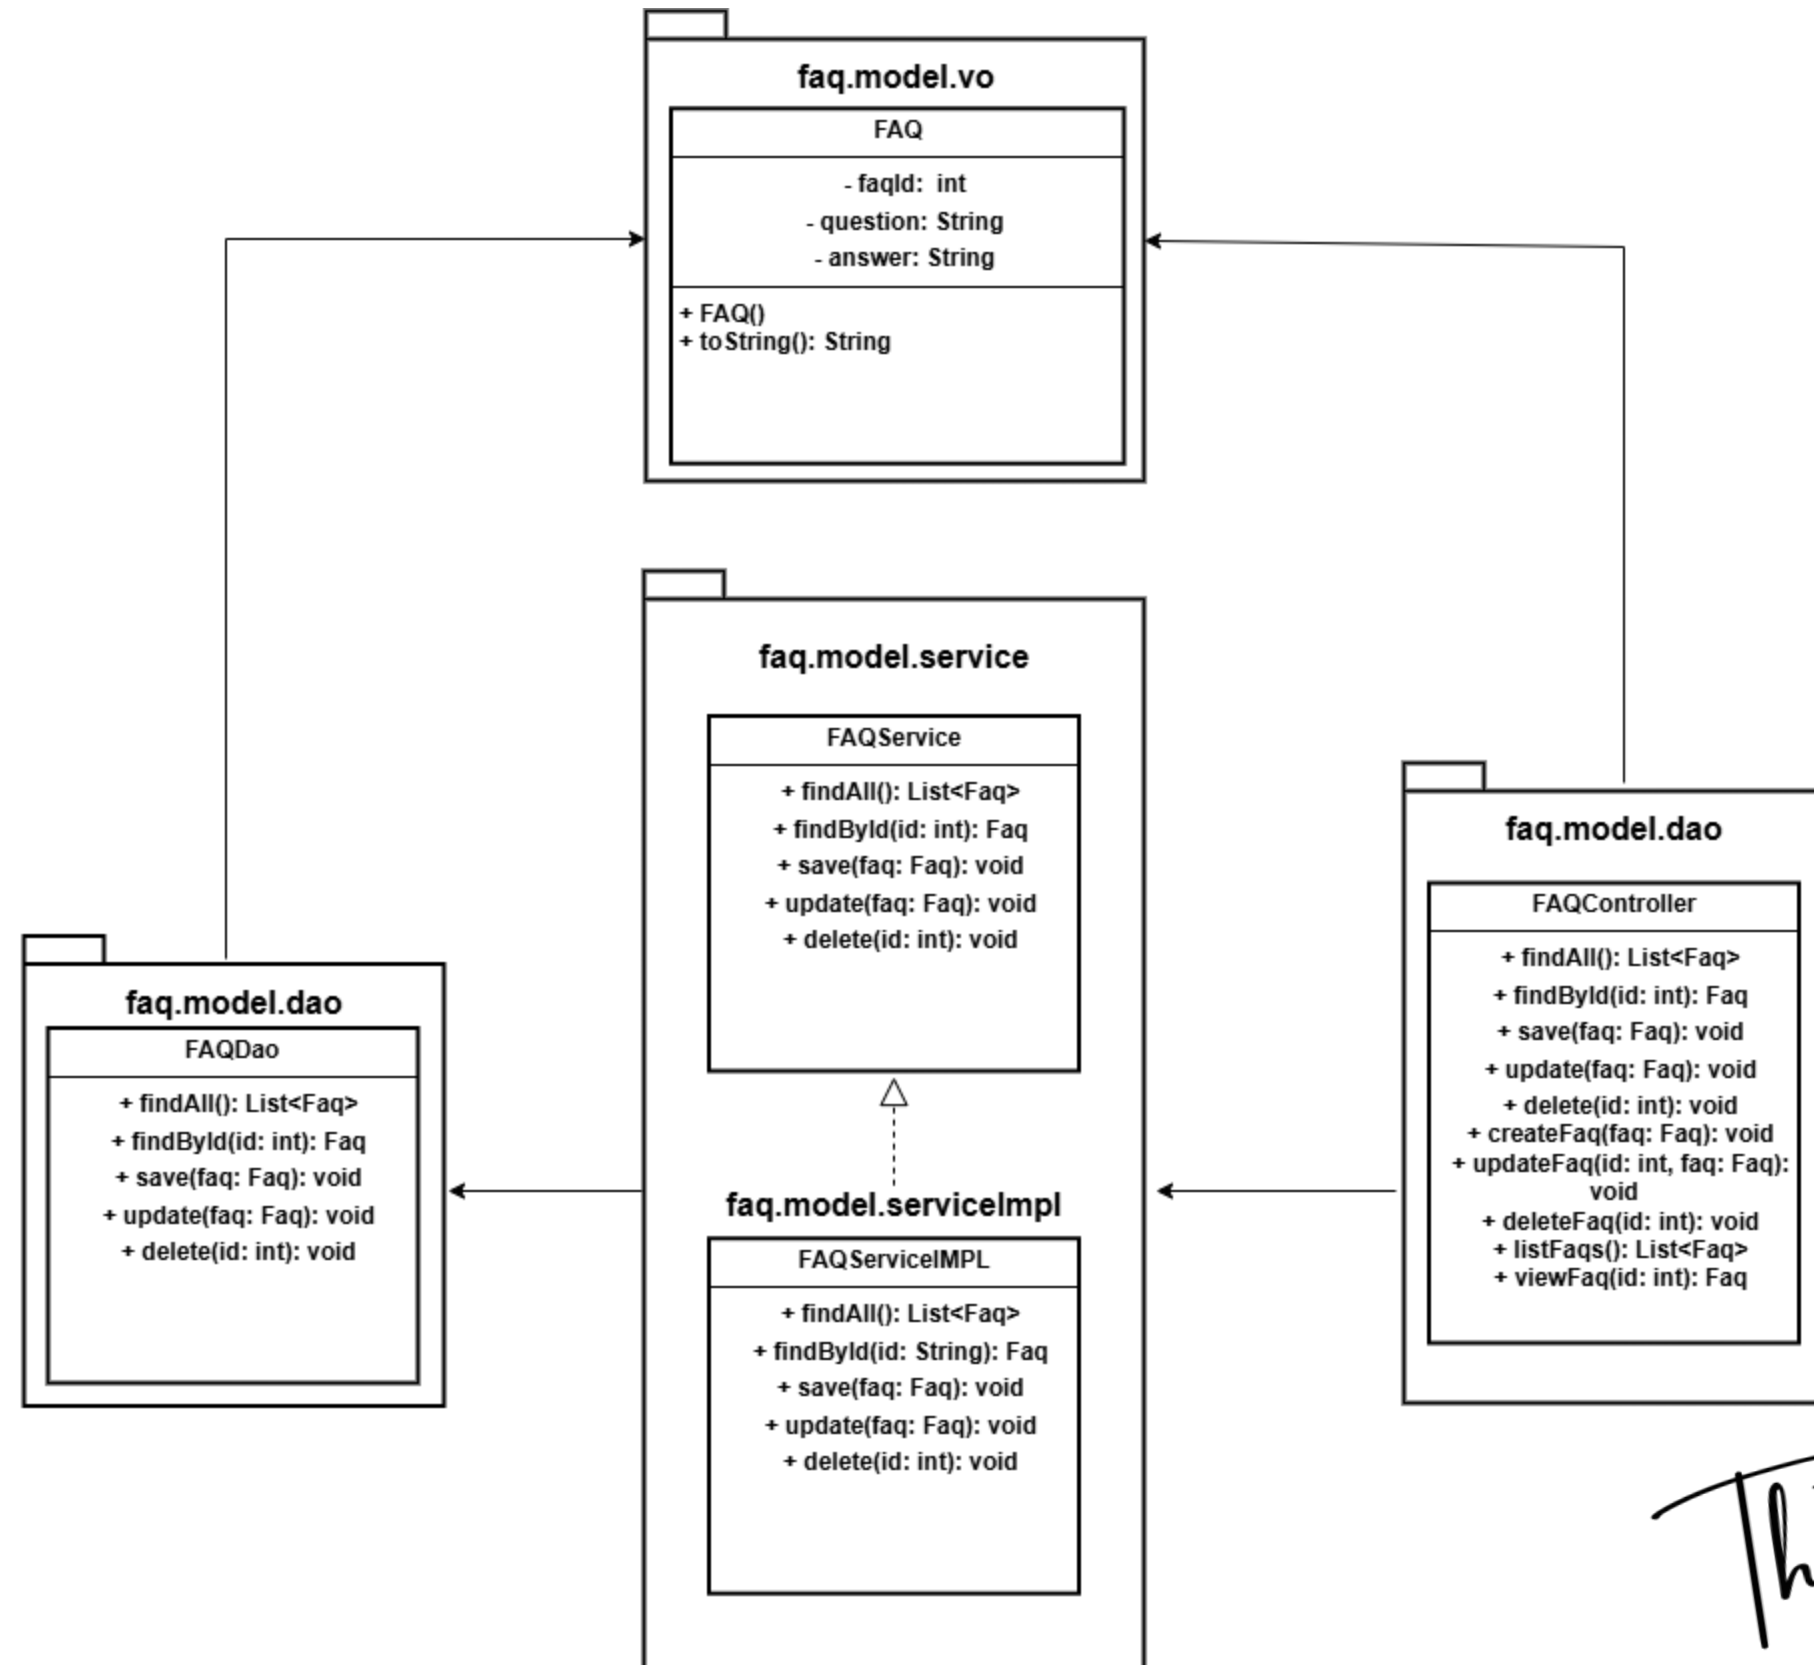 faq.model.vo
FAQ
- faqId: int
- question: String
- answer: String
+ FAQ()
+ toString(): String
faq.model.service
FAQService
+ findAll(): List<Faq>
+ findById(id: int): Faq
+ save(faq: Faq): void
+ update(faq: Faq): void
+ delete(id: int): void
faq.model.serviceImpl
FAQServiceIMPL
+ findAll(): List<Faq>
+ findById(id: String): Faq
+ save(faq: Faq): void
+ update(faq: Faq): void
+ delete(id: int): void
faq.model.dao
FAQDao
+ findAll(): List<Faq>
+ findById(id: int): Faq
+ save(faq: Faq): void
+ update(faq: Faq): void
+ delete(id: int): void
faq.model.dao
FAQController
+ findAll(): List<Faq>
+ findById(id: int): Faq
+ save(faq: Faq): void
+ update(faq: Faq): void
+ delete(id: int): void
+ createFaq(faq: Faq): void
+ updateFaq(id: int, faq: Faq):
void
+ deleteFaq(id: int): void
+ listFaqs(): List<Faq>
+ viewFaq(id: int): Faq